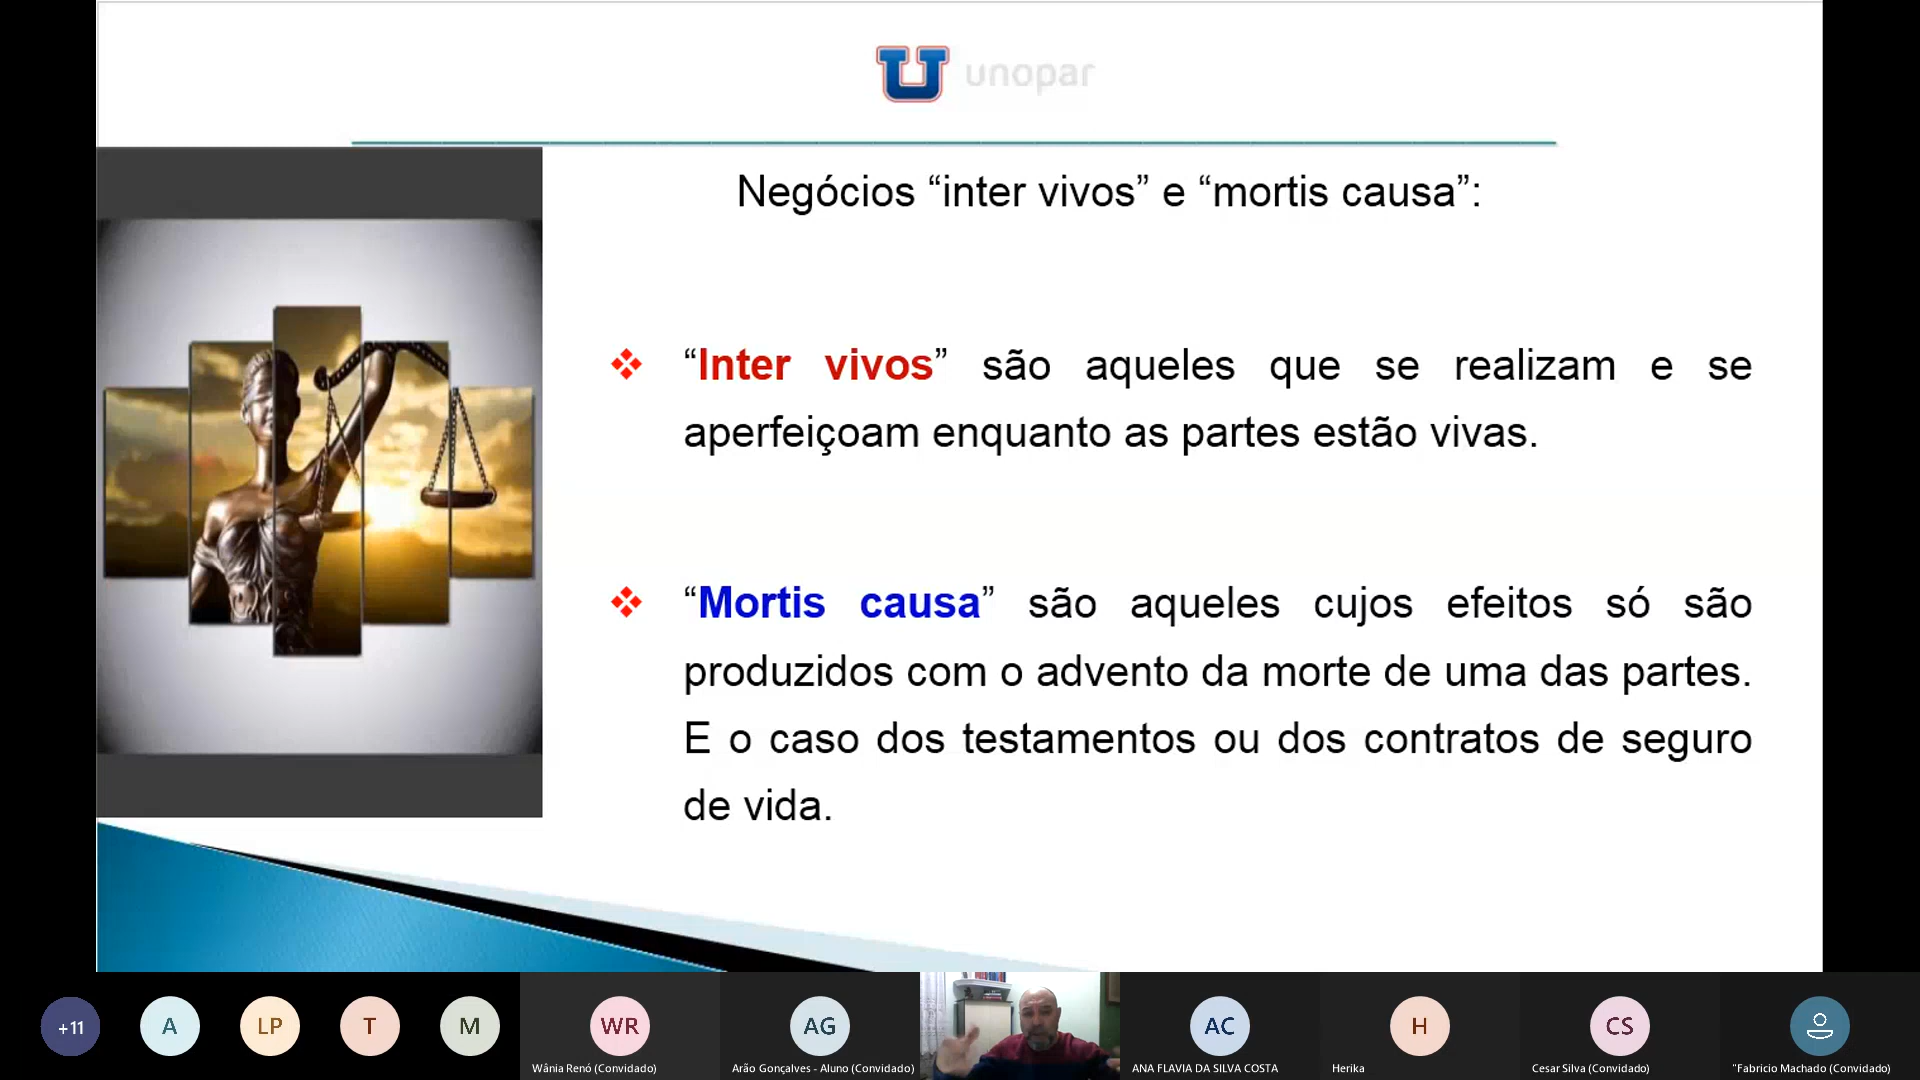 unopar
Negócios “inter vivos” e “mortis causa”:
“Inter vivos” são aqueles que se realizam e se
aperfeiçoam enquanto as partes estão vivas.
“Mortis causa” são aqueles cujos efeitos só são
produzidos com o advento da morte de uma das partes.
E o caso dos testamentos ou dos contratos de seguro
de vida.
+11
A
LP
T
M
WR
AG
AC
H
CS
Wânia Renó (Convidado)
Arão Gonçalves - Aluno (Convidado)
ANA FLAVIA DA SILVA COSTA
Herika
Cesar Silva (Convidado)
"Fabricio Machado (Convidado)